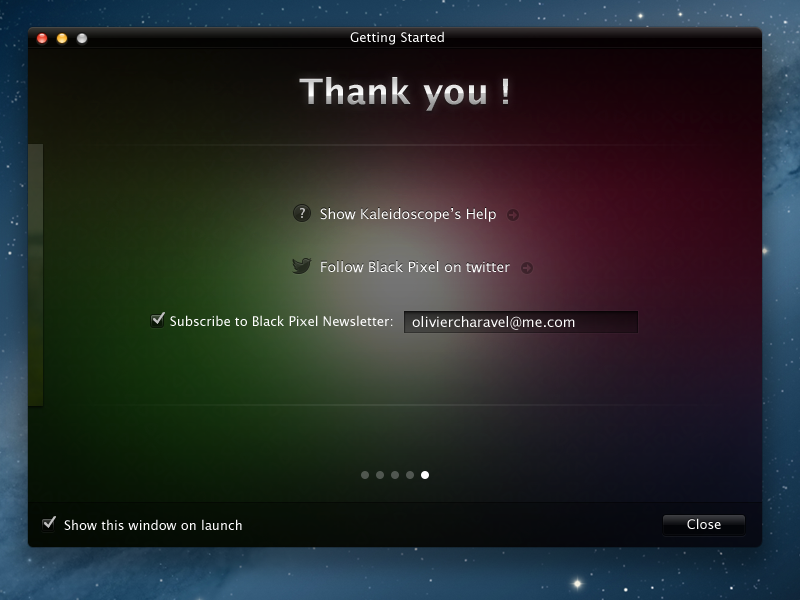 Getting Started
Thank you !
? Show Kaleidoscope's Help
Follow Black Pixel on twitter
Subscribe to Black Pixel Newsletter: oliviercharavel@me.com
Show this window on launch
Close